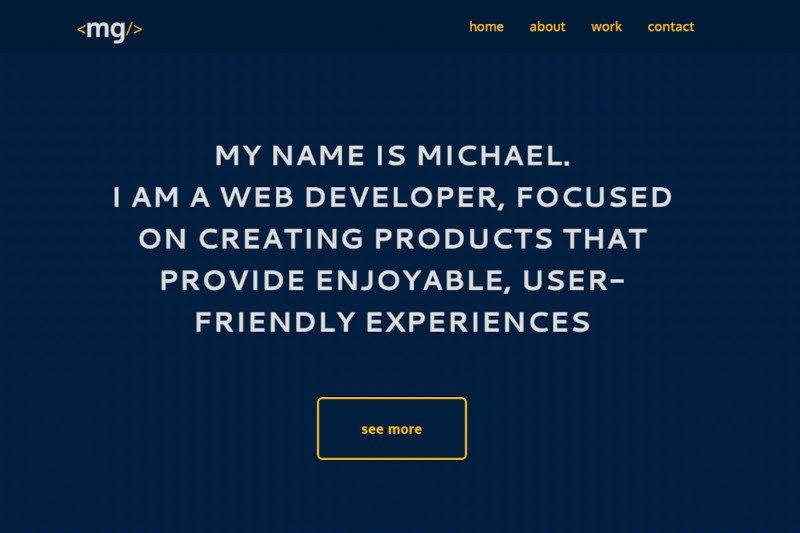 <mg/>
home about work contact
MY NAME IS MICHAEL.
I AM A WEB DEVELOPER, FOCUSED
ON CREATING PRODUCTS THAT
PROVIDE ENJOYABLE, USER-
FRIENDLY EXPERIENCES
see more